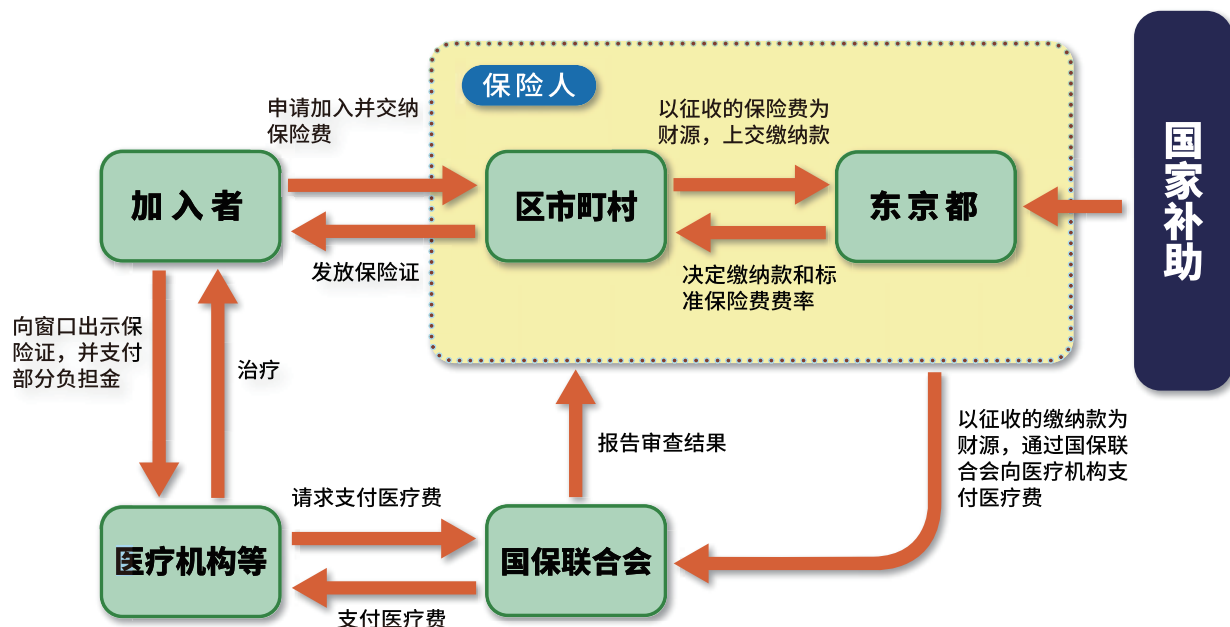 保险人
申请加入并交纳
保险费
以征收的保险费为
财源，上交缴纳款
加入者
区市町村
东京都
国家补助
发放保险证
决定缴纳款和标
准保险费费率
向窗口出示保
险证，并支付
部分负担金
治疗
报告审查结果
以征收的缴纳款为
财源，通过国保联
合会向医疗机构支
付医疗费
请求支付医疗费
医疗机构等
国保联合会
支付医疗费